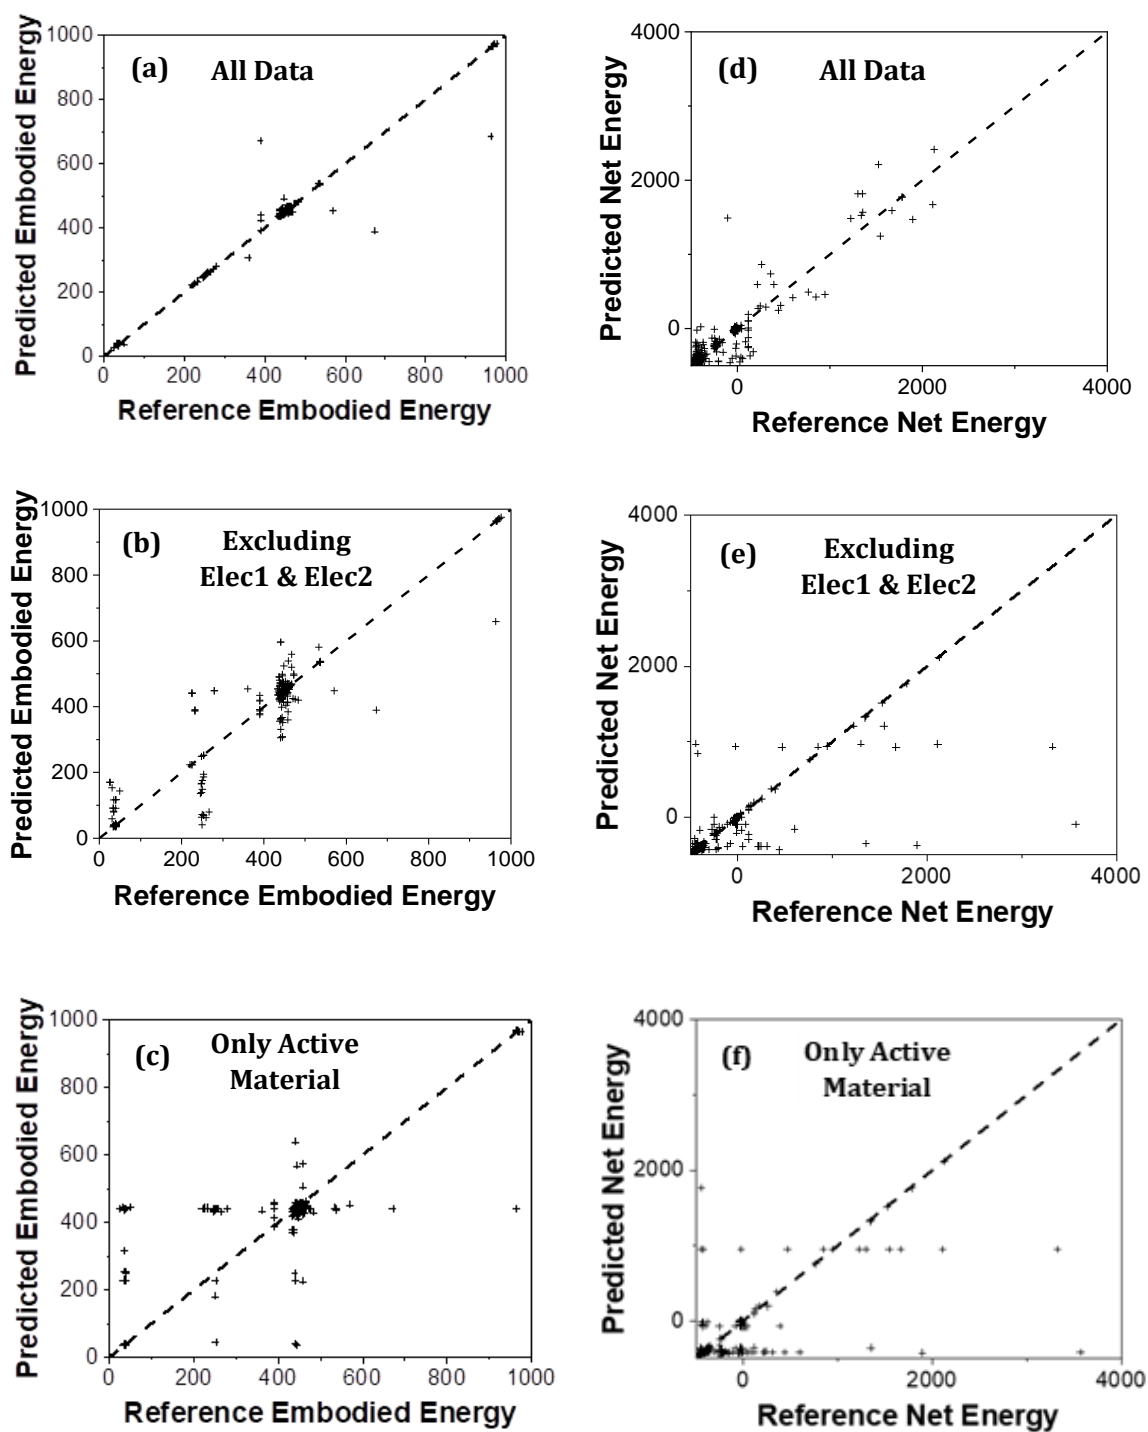 (a) All Data
Predicted Embodied Energy
1000
800
600
400
200
0
0 200 400 600 800 1000
Reference Embodied Energy
(d) All Data
Predicted Net Energy
4000
2000
0
0 2000 4000
Reference Net Energy
(b) Excluding
Elec1 & Elec2
Predicted Embodied Energy
1000
800
600
400
200
0
0 200 400 600 800 1000
Reference Embodied Energy
(e) Excluding
Elec1 & Elec2
Predicted Net Energy
4000
2000
0
0 2000 4000
Reference Net Energy
(c) Only Active
Material
Predicted Embodied Energy
1000
800
600
400
200
0
0 200 400 600 800 1000
Reference Embodied Energy
(f) Only Active
Material
Predicted Net Energy
4000
2000
0
0 2000 4000
Reference Net Energy